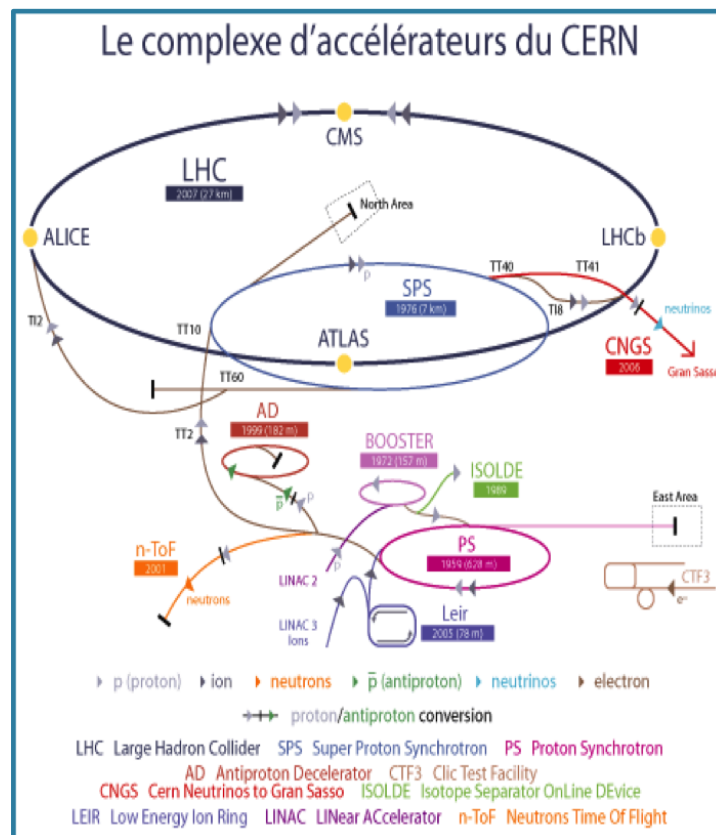 Le complexe d'accélérateurs du CERN
CMS
LHC
2007 (27 km)
North Area
ALICE
LHCb
p
TT40
TT41
SPS
1976 (7 km)
TI8
TI2
TT10
neutrinos
ATLAS
CNGS
2006
Gran Sasso
TT60
AD
1999 (182 m)
TT2
BOOSTER
1972 (157 m)
ISOLDE
1989
p̅
p
East Area
n-ToF
2001
p
PS
1959 (628 m)
LINAC 2
neutrons
CTF3
e⁻
LINAC 3
Ions
Leir
2005 (78 m)
p (proton) ion neutrons p̅ (antiproton) neutrinos electron
proton/antiproton conversion
LHC Large Hadron Collider SPS Super Proton Synchrotron PS Proton Synchrotron
AD Antiproton Decelerator CTF3 Clic Test Facility
CNGS Cern Neutrinos to Gran Sasso ISOLDE Isotope Separator OnLine DEvice
LEIR Low Energy Ion Ring LINAC LINear ACcelerator n-ToF Neutrons Time Of Flight